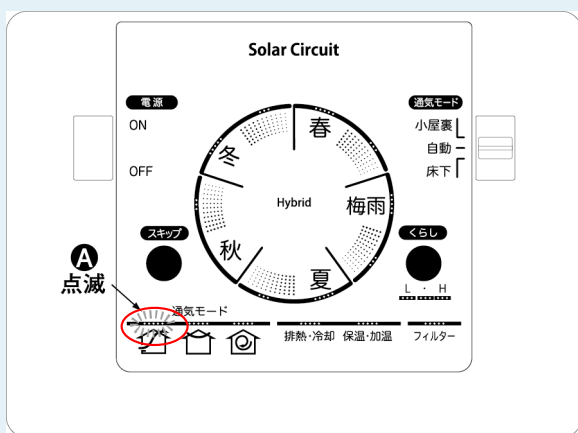 Solar Circuit
電源
ON
OFF
通気モード
小屋裏
自動
床下
春
梅雨
夏
秋
冬
Hybrid
スキップ
くらし
L ・ H
A
点滅
通気モード
排熱・冷却 保温・加温 フィルター